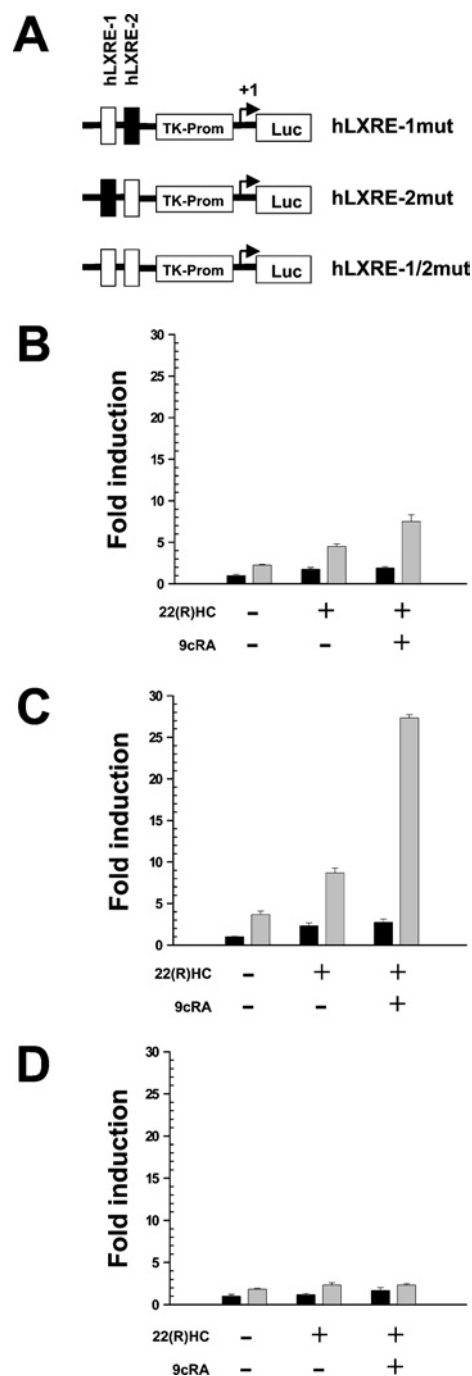 A
hLXRE-1
hLXRE-2
+1
TK-Prom
Luc
hLXRE-1mut
TK-Prom
Luc
hLXRE-2mut
TK-Prom
Luc
hLXRE-1/2mut
B
Fold induction
30
25
20
15
10
5
0
22(R)HC - + +
9cRA - - +
C
Fold induction
30
25
20
15
10
5
0
22(R)HC - + +
9cRA - - +
D
Fold induction
30
25
20
15
10
5
0
22(R)HC - + +
9cRA - - +